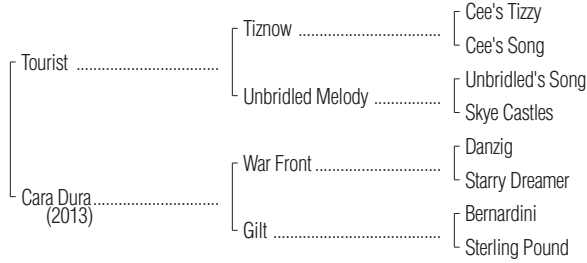 Cee's Tizzy
Tiznow
Cee's Song
Tourist
Unbridled's Song
Unbridled Melody
Skye Castles
Danzig
War Front
Starry Dreamer
Cara Dura
(2013)
Bernardini
Gilt
Sterling Pound